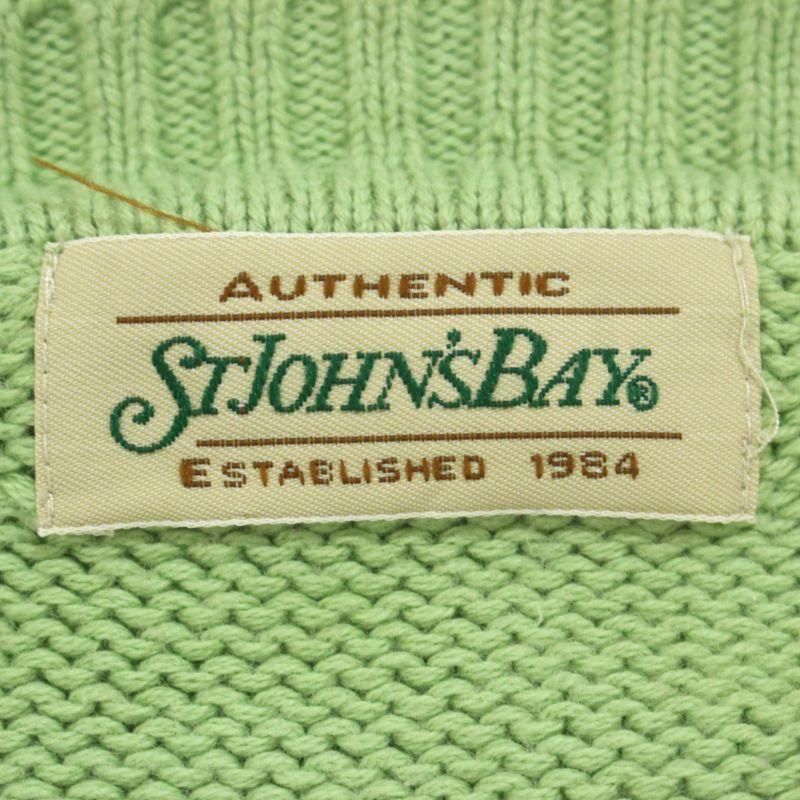 AUTHENTIC
ST JOHN'S BAY®
ESTABLISHED 1984